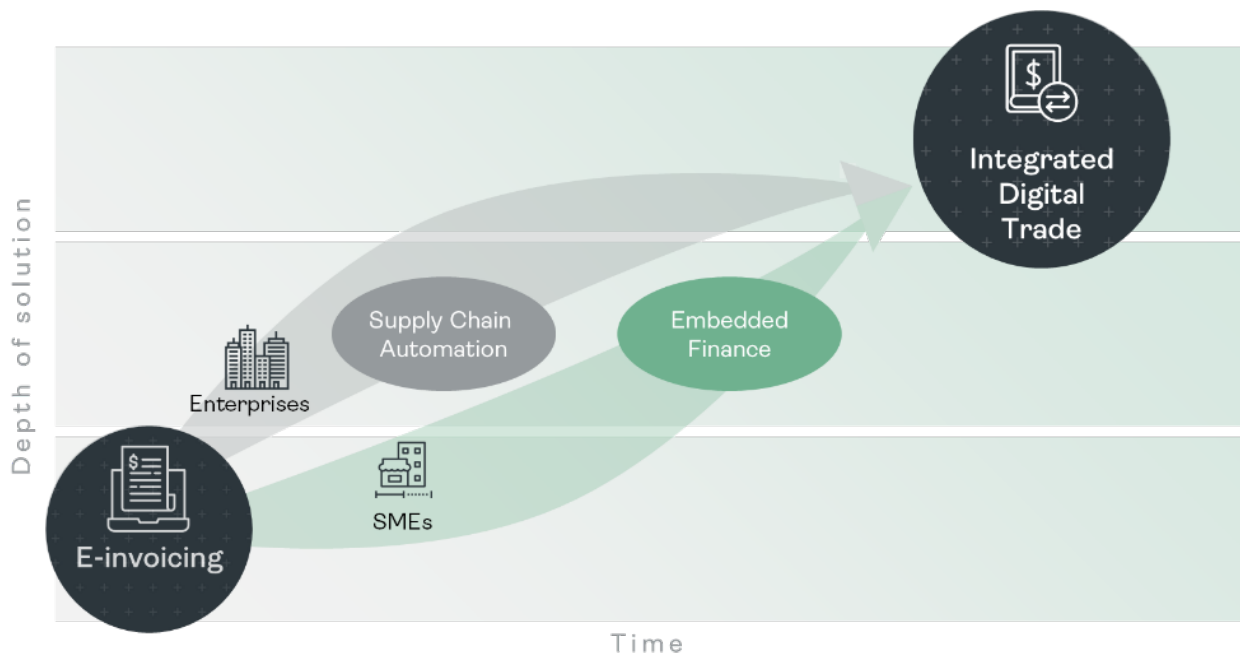 Integrated
Digital
Trade
Depth of solution
Supply Chain
Automation
Embedded
Finance
Enterprises
$
E-invoicing
SMEs
Time